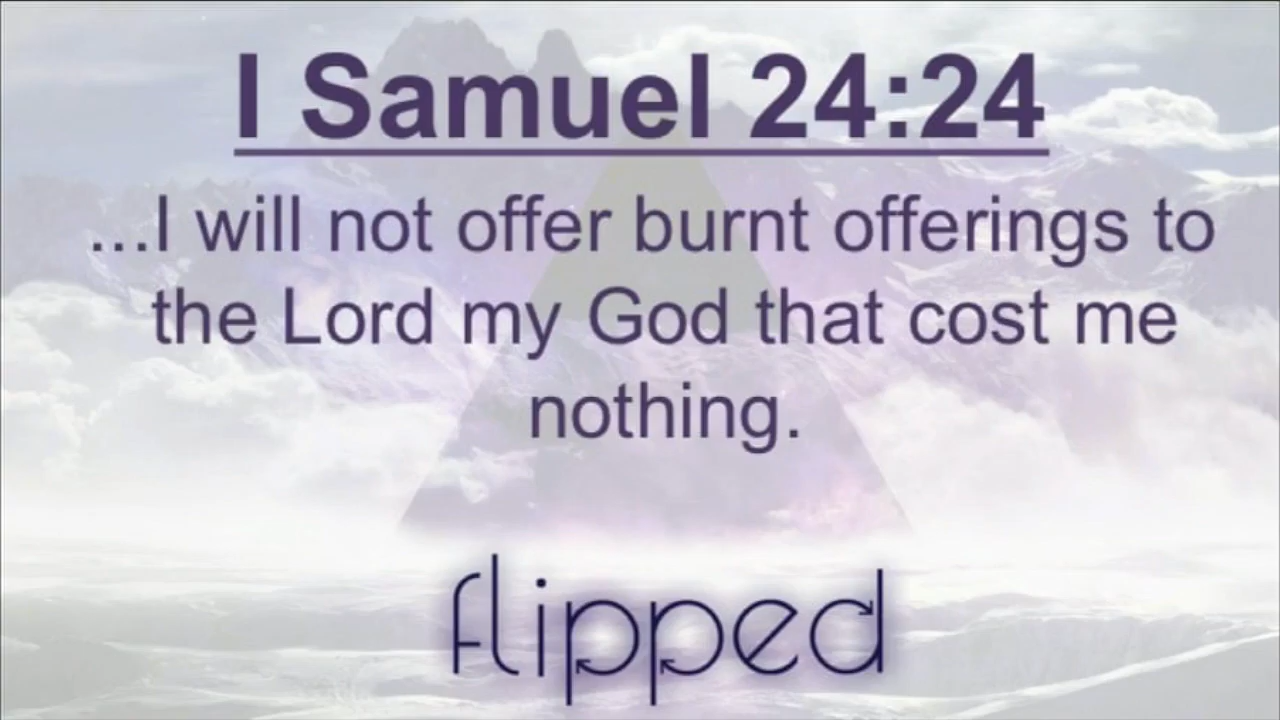 I Samuel 24:24
...I will not offer burnt offerings to
the Lord my God that cost me
nothing.
flipped